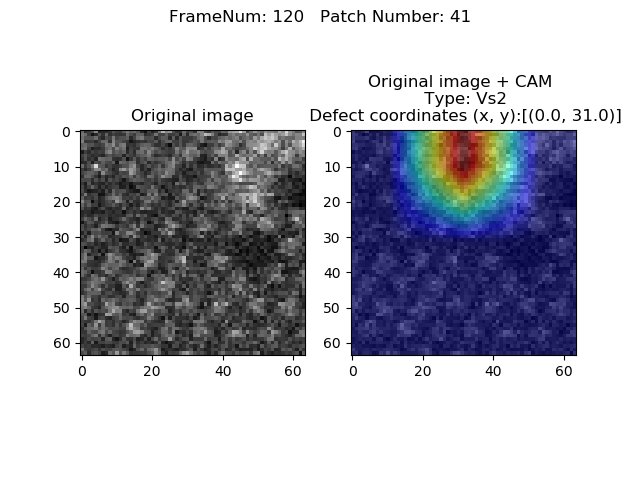 FrameNum: 120   Patch Number: 41
Original image
Original image + CAM
Type: Vs2
Defect coordinates (x, y):[(0.0, 31.0)]
0
10
20
30
40
50
60
0 20 40 60
0
10
20
30
40
50
60
0 20 40 60